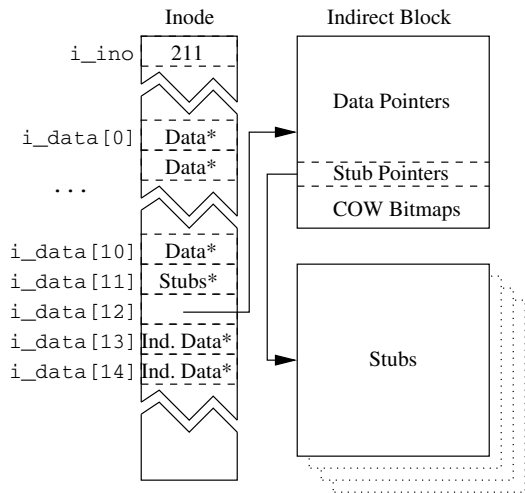 Inode Indirect Block
i_ino 211
Data Pointers
i_data[0] Data*
Data*
Stub Pointers
...
COW Bitmaps
i_data[10] Data*
i_data[11] Stubs*
i_data[12]
i_data[13] Ind. Data*
Stubs
i_data[14] Ind. Data*